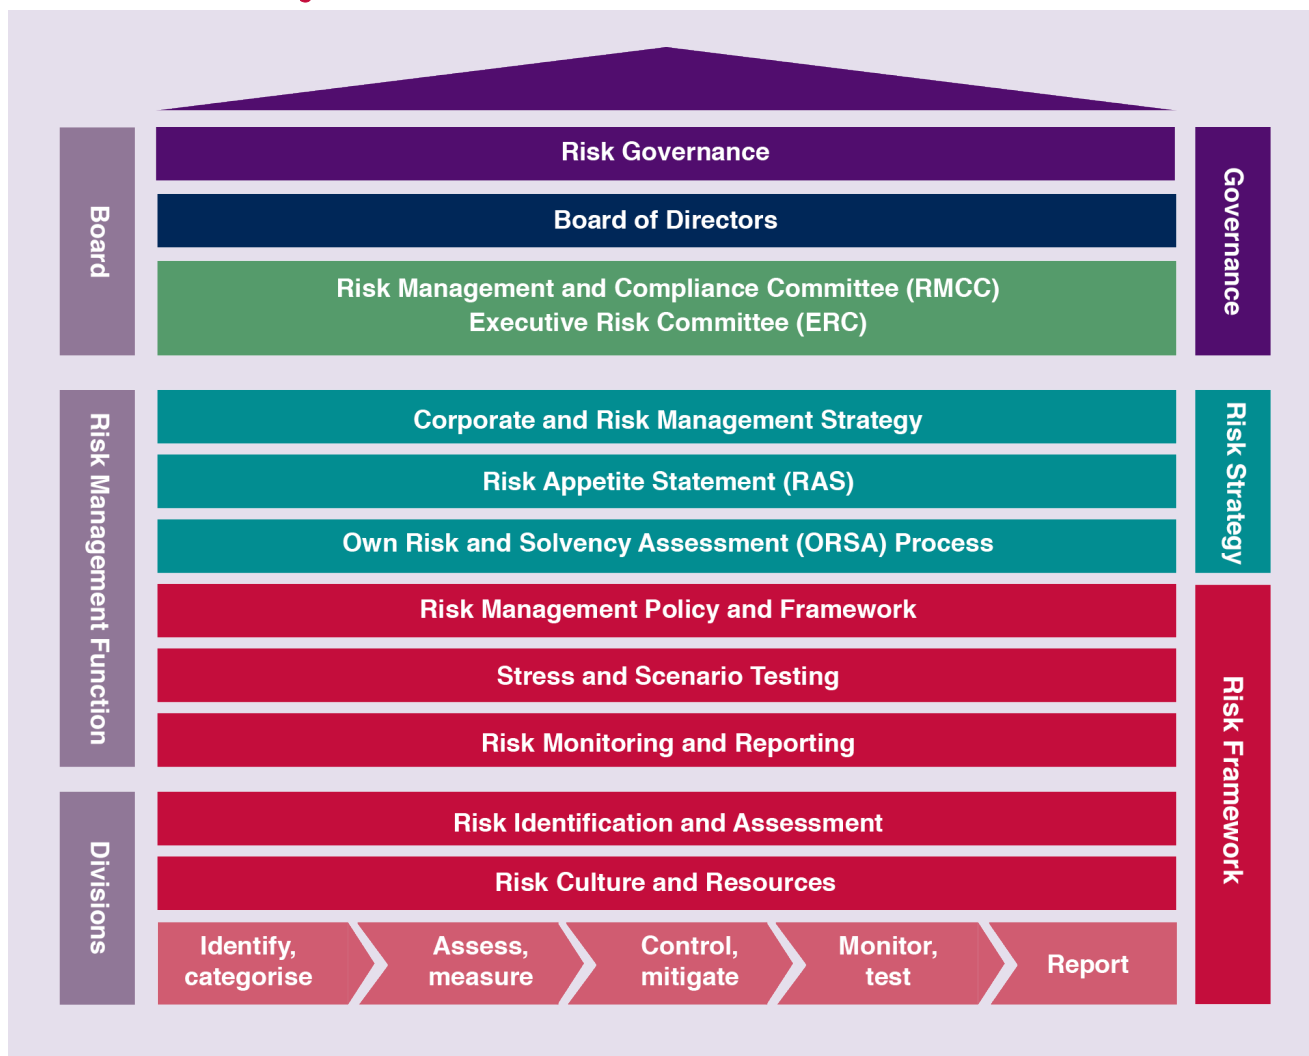 Risk Governance
Board of Directors
Risk Management and Compliance Committee (RMCC)
Executive Risk Committee (ERC)
Board
Governance
Corporate and Risk Management Strategy
Risk Appetite Statement (RAS)
Own Risk and Solvency Assessment (ORSA) Process
Risk Strategy
Risk Management Policy and Framework
Stress and Scenario Testing
Risk Monitoring and Reporting
Risk Management Function
Risk Identification and Assessment
Risk Culture and Resources
Identify,
categorise
Assess,
measure
Control,
mitigate
Monitor,
test
Report
Divisions
Risk Framework